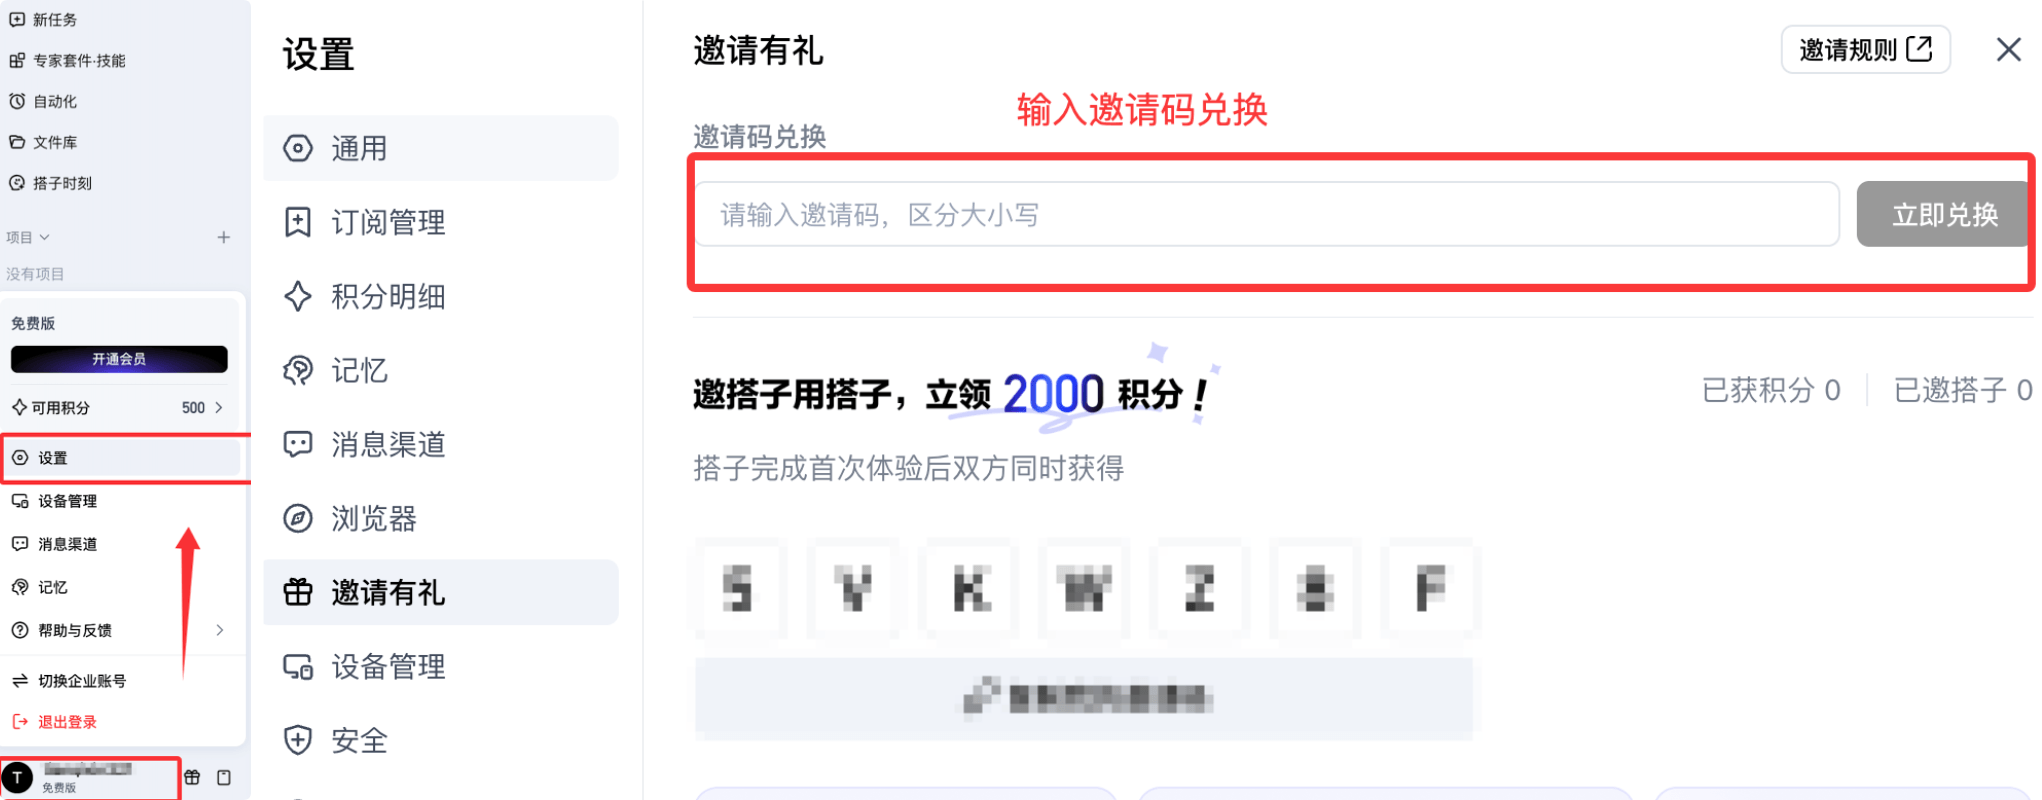 新任务
专家套件·技能
自动化
文件库
搭子时刻
项目
没有项目
免费版
开通会员
可用积分 500
设置
设备管理
消息渠道
记忆
帮助与反馈
切换企业账号
退出登录
T
免费版
设置
通用
订阅管理
积分明细
记忆
消息渠道
浏览器
邀请有礼
设备管理
安全
邀请有礼
邀请规则
输入邀请码兑换
邀请码兑换
请输入邀请码，区分大小写
立即兑换
邀搭子用搭子，立领 2000 积分！
已获积分 0
已邀搭子 0
搭子完成首次体验后双方同时获得